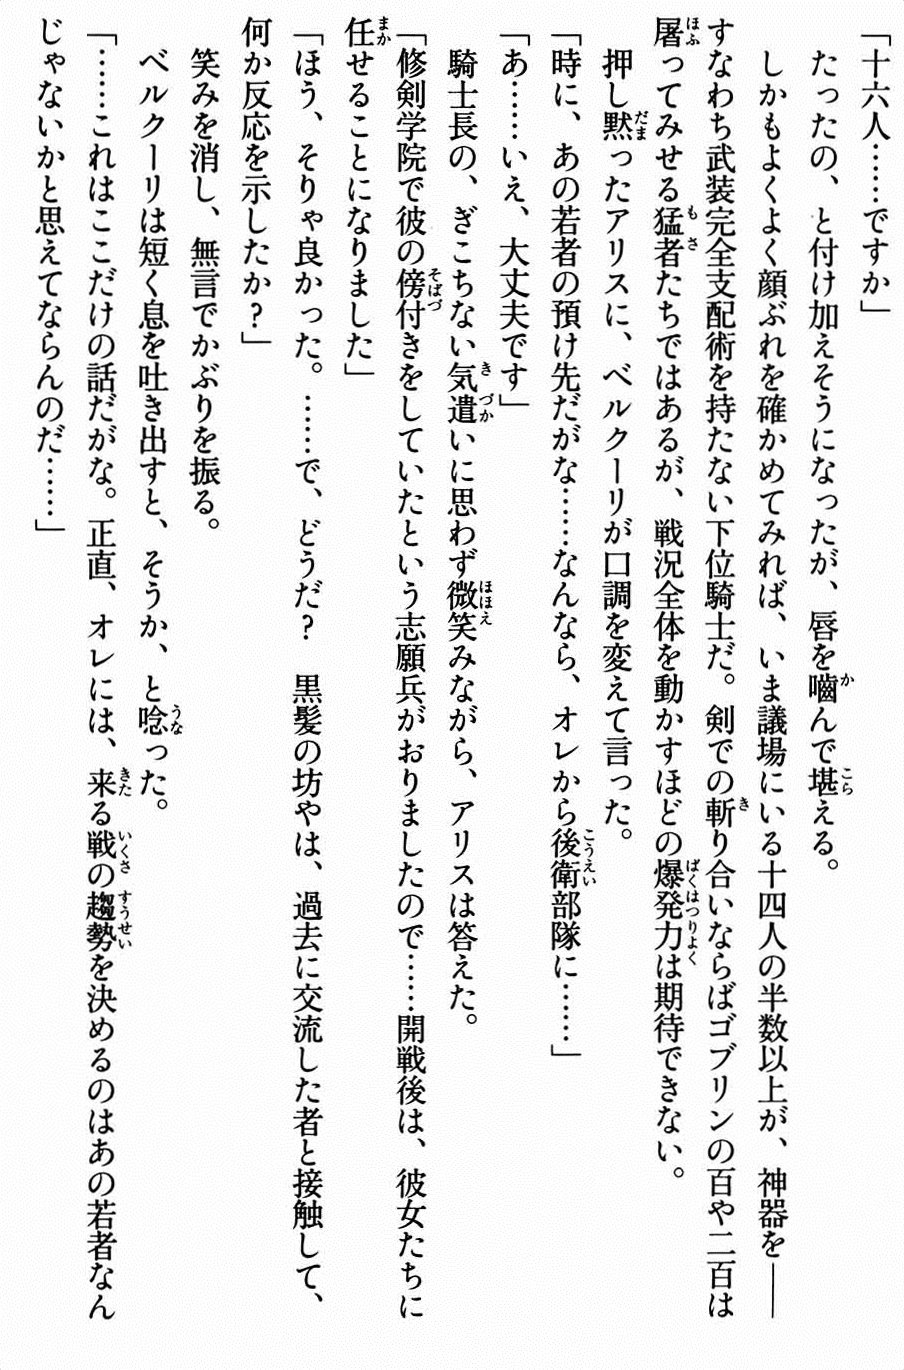 「十六人……ですか」
　たったの、と付け加えそうになったが、唇を嚙んで堪える。
　しかもよくよく顔ぶれを確かめてみれば、いま議場にいる十四人の半数以上が、神器を――
すなわち武装完全支配術を持たない下位騎士だ。剣での斬り合いならばゴブリンの百や二百は
屠ってみせる猛者たちではあるが、戦況全体を動かすほどの爆発力は期待できない。
　押し黙ったアリスに、ベルクーリが口調を変えて言った。
「時に、あの若者の預け先だがな……なんなら、オレから後衛部隊に……」
「あ……いえ、大丈夫です」
　騎士長の、ぎこちない気遣いに思わず微笑みながら、アリスは答えた。
「修剣学院で彼の傍付きをしていたという志願兵がおりましたので……開戦後は、彼女たちに
任せることになりました」
「ほう、そりゃ良かった。……で、どうだ？　黒髪の坊やは、過去に交流した者と接触して、
何か反応を示したか？」
　笑みを消し、無言でかぶりを振る。
　ベルクーリは短く息を吐き出すと、そうか、と唸った。
「……これはここだけの話だがな。正直、オレには、来る戦の趨勢を決めるのはあの若者なん
じゃないかと思えてならんのだ……」